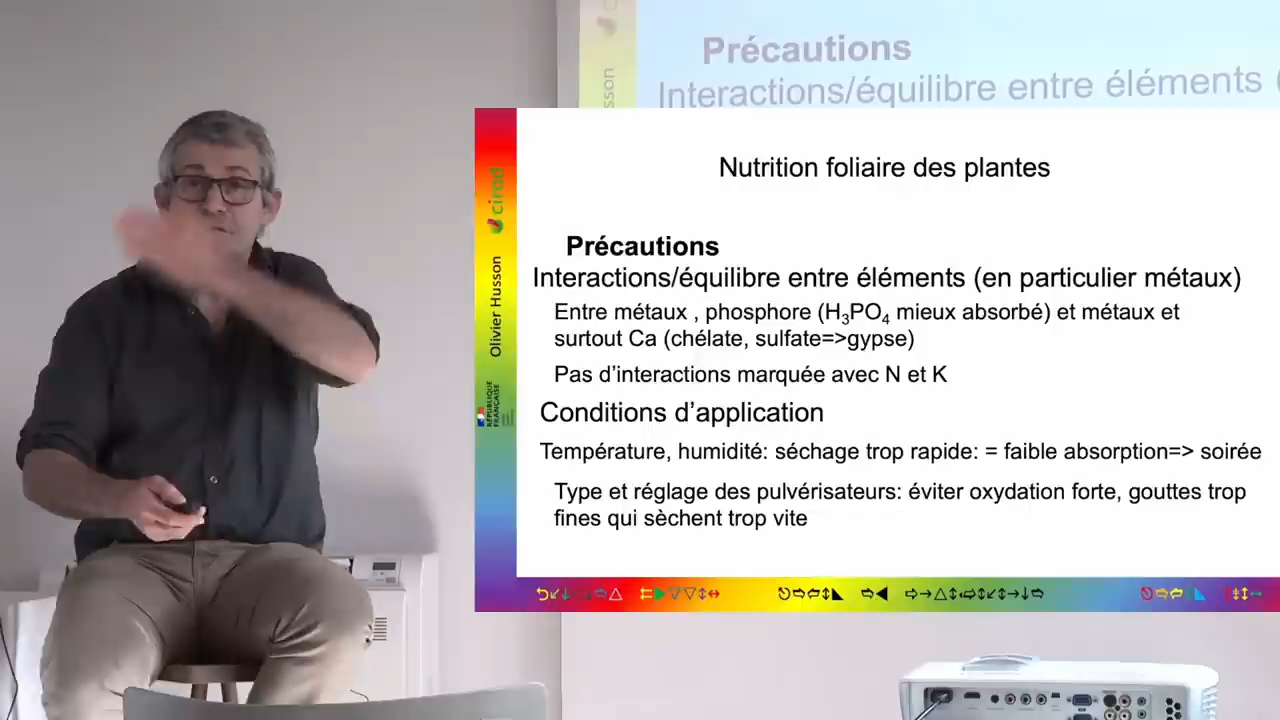 Précautions
Interactions/équilibre entre éléments (
sson
Nutrition foliaire des plantes
Précautions
Interactions/équilibre entre éléments (en particulier métaux)
Entre métaux , phosphore (H₃PO₄ mieux absorbé) et métaux et
surtout Ca (chélate, sulfate=>gypse)
Pas d’interactions marquée avec N et K
Conditions d’application
Température, humidité: séchage trop rapide: = faible absorption=> soirée
Type et réglage des pulvérisateurs: éviter oxydation forte, gouttes trop
fines qui sèchent trop vite
cirad
Olivier Husson
RÉPUBLIQUE
FRANÇAISE